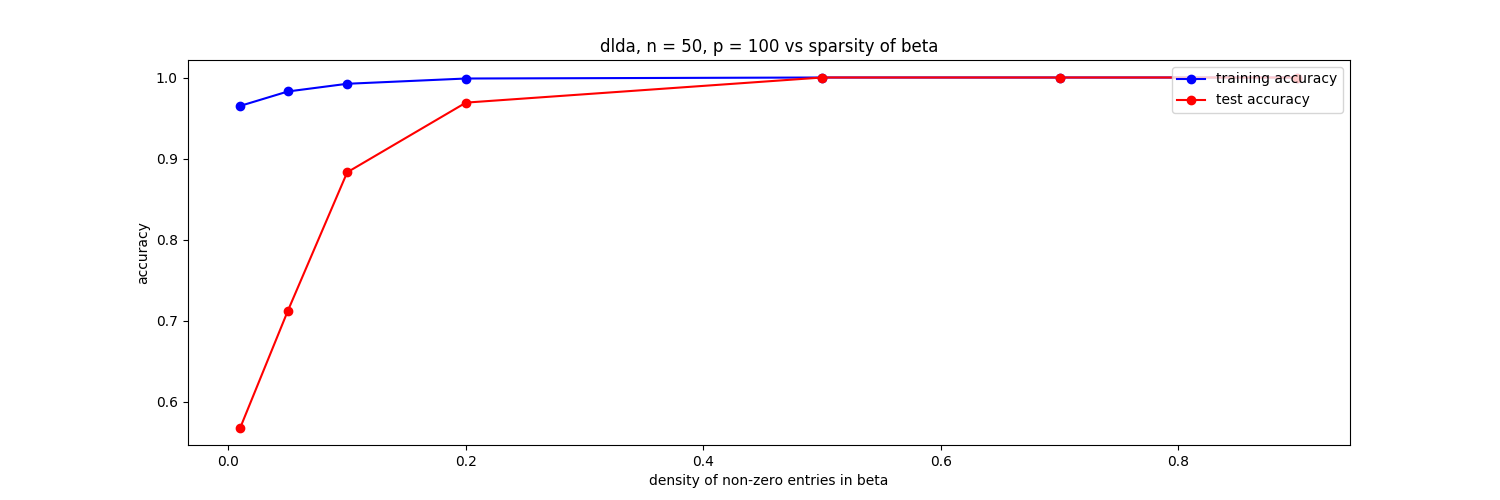 dlda, n = 50, p = 100 vs sparsity of beta
1.0
0.9
0.8
0.7
0.6
accuracy
training accuracy
test accuracy
0.0 0.2 0.4 0.6 0.8
density of non-zero entries in beta